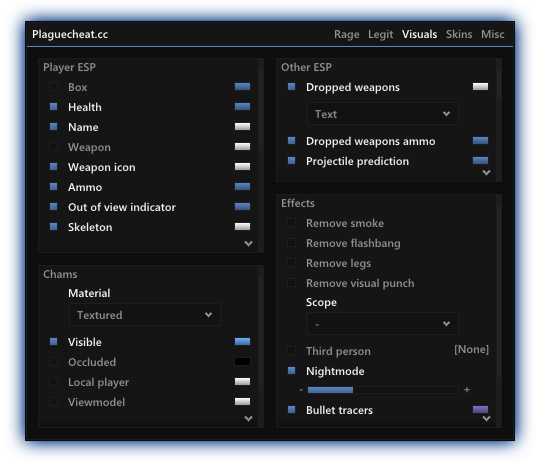 Plaguecheat.cc
Rage Legit Visuals Skins Misc
Player ESP
Box
Health
Name
Weapon
Weapon icon
Ammo
Out of view indicator
Skeleton
Chams
Material
Textured
Visible
Occluded
Local player
Viewmodel
Other ESP
Dropped weapons
Text
Dropped weapons ammo
Projectile prediction
Effects
Remove smoke
Remove flashbang
Remove legs
Remove visual punch
Scope
-
Third person [None]
Nightmode
- +
Bullet tracers